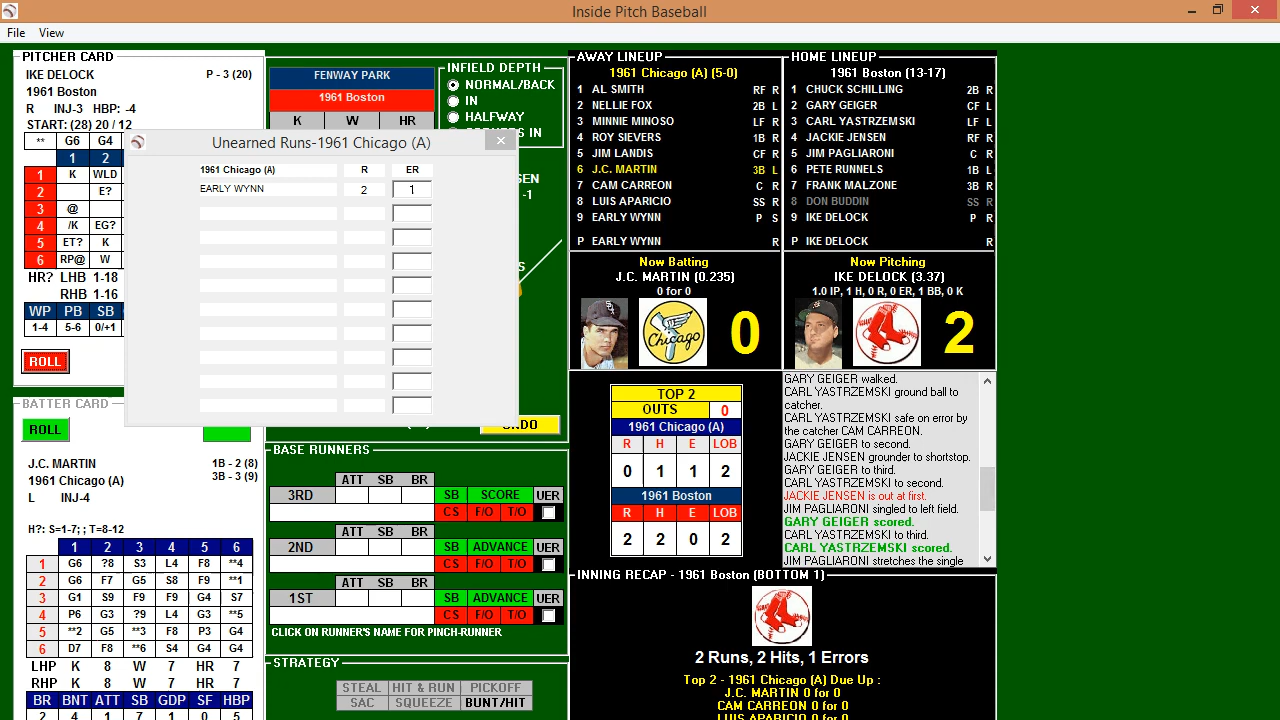 Inside Pitch Baseball
File View
PITCHER CARD
IKE DELOCK P - 3 (20)
1961 Boston
R INJ-3 HBP: -4
START: (28) 20 / 12
** G6 G4
1 2
1 K WLD
2 E?
3 @
4 /K EG?
5 ET? K
6 RP@ W
HR? LHB 1-18
RHB 1-16
WP PB SB
1-4 5-6 0/+1
ROLL
FENWAY PARK
1961 Boston
K W HR
INFIELD DEPTH
NORMAL/BACK
IN
HALFWAY
Unearned Runs-1961 Chicago (A)
1961 Chicago (A) R ER
EARLY WYNN 2 1
BATTER CARD
ROLL
J.C. MARTIN 1B - 2 (8)
1961 Chicago (A) 3B - 3 (9)
L INJ-4
H?: S=1-7; ; T=8-12
1 2 3 4 5 6
1 G6 ?8 S3 L4 F8 **4
2 G6 F7 G5 S8 F9 **1
3 G1 S9 F9 F9 G4 S7
4 P6 G3 ?9 L4 G3 **5
5 **2 G5 **3 F8 P3 G4
6 D7 F8 **6 S4 G4 G4
LHP K 8 W 7 HR 7
RHP K 8 W 7 HR 7
BR BNT ATT SB GDP SF HBP
2 4 1 7 1 0 5
BASE RUNNERS
ATT SB BR
3RD SB SCORE UER
CS F/O T/O
ATT SB BR
2ND SB ADVANCE UER
CS F/O T/O
ATT SB BR
1ST SB ADVANCE UER
CS F/O T/O
CLICK ON RUNNER'S NAME FOR PINCH-RUNNER
STRATEGY
STEAL HIT & RUN PICKOFF
SAC SQUEEZE BUNT/HIT
AWAY LINEUP
1961 Chicago (A) (5-0)
1 AL SMITH RF R
2 NELLIE FOX 2B L
3 MINNIE MINOSO LF R
4 ROY SIEVERS 1B R
5 JIM LANDIS CF R
6 J.C. MARTIN 3B L
7 CAM CARREON C R
8 LUIS APARICIO SS R
9 EARLY WYNN P S
P EARLY WYNN R
HOME LINEUP
1961 Boston (13-17)
1 CHUCK SCHILLING 2B R
2 GARY GEIGER CF L
3 CARL YASTRZEMSKI LF L
4 JACKIE JENSEN RF R
5 JIM PAGLIARONI C R
6 PETE RUNNELS 1B L
7 FRANK MALZONE 3B R
8 DON BUDDIN SS R
9 IKE DELOCK P R
P IKE DELOCK R
Now Batting
J.C. MARTIN (0.235)
0 for 0
Chicago
0
Now Pitching
IKE DELOCK (3.37)
1.0 IP, 1 H, 0 R, 0 ER, 1 BB, 0 K
2
TOP 2
OUTS 0
1961 Chicago (A)
R H E LOB
0 1 1 2
1961 Boston
R H E LOB
2 2 0 2
GARY GEIGER walked.
CARL YASTRZEMSKI ground ball to
catcher.
CARL YASTRZEMSKI safe on error by
the catcher CAM CARREON.
GARY GEIGER to second.
JACKIE JENSEN grounder to shortstop.
GARY GEIGER to third.
CARL YASTRZEMSKI to second.
JACKIE JENSEN is out at first.
JIM PAGLIARONI singled to left field.
GARY GEIGER scored.
CARL YASTRZEMSKI to third.
CARL YASTRZEMSKI scored.
JIM PAGLIARONI stretches the single
INNING RECAP - 1961 Boston (BOTTOM 1)
2 Runs, 2 Hits, 1 Errors
Top 2 - 1961 Chicago (A) Due Up :
J.C. MARTIN 0 for 0
CAM CARREON 0 for 0
LUIS APARICIO 0 for 0